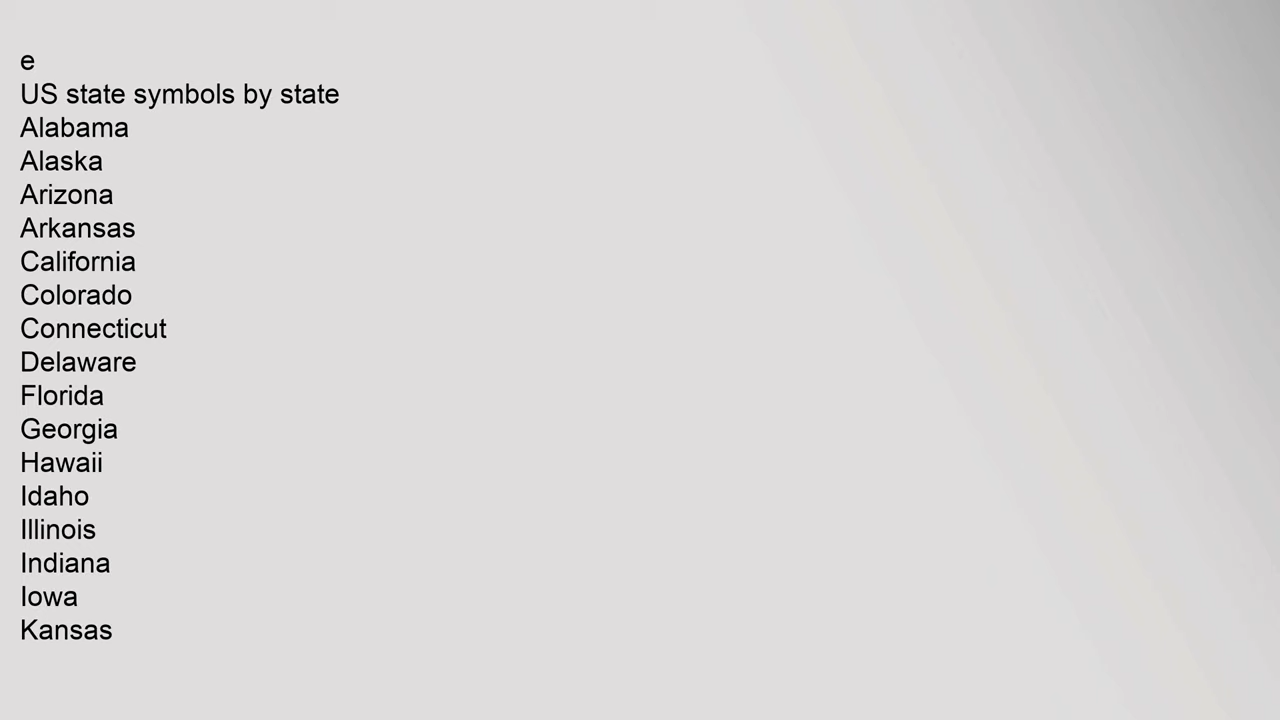 e
US state symbols by state
Alabama
Alaska
Arizona
Arkansas
California
Colorado
Connecticut
Delaware
Florida
Georgia
Hawaii
Idaho
Illinois
Indiana
Iowa
Kansas